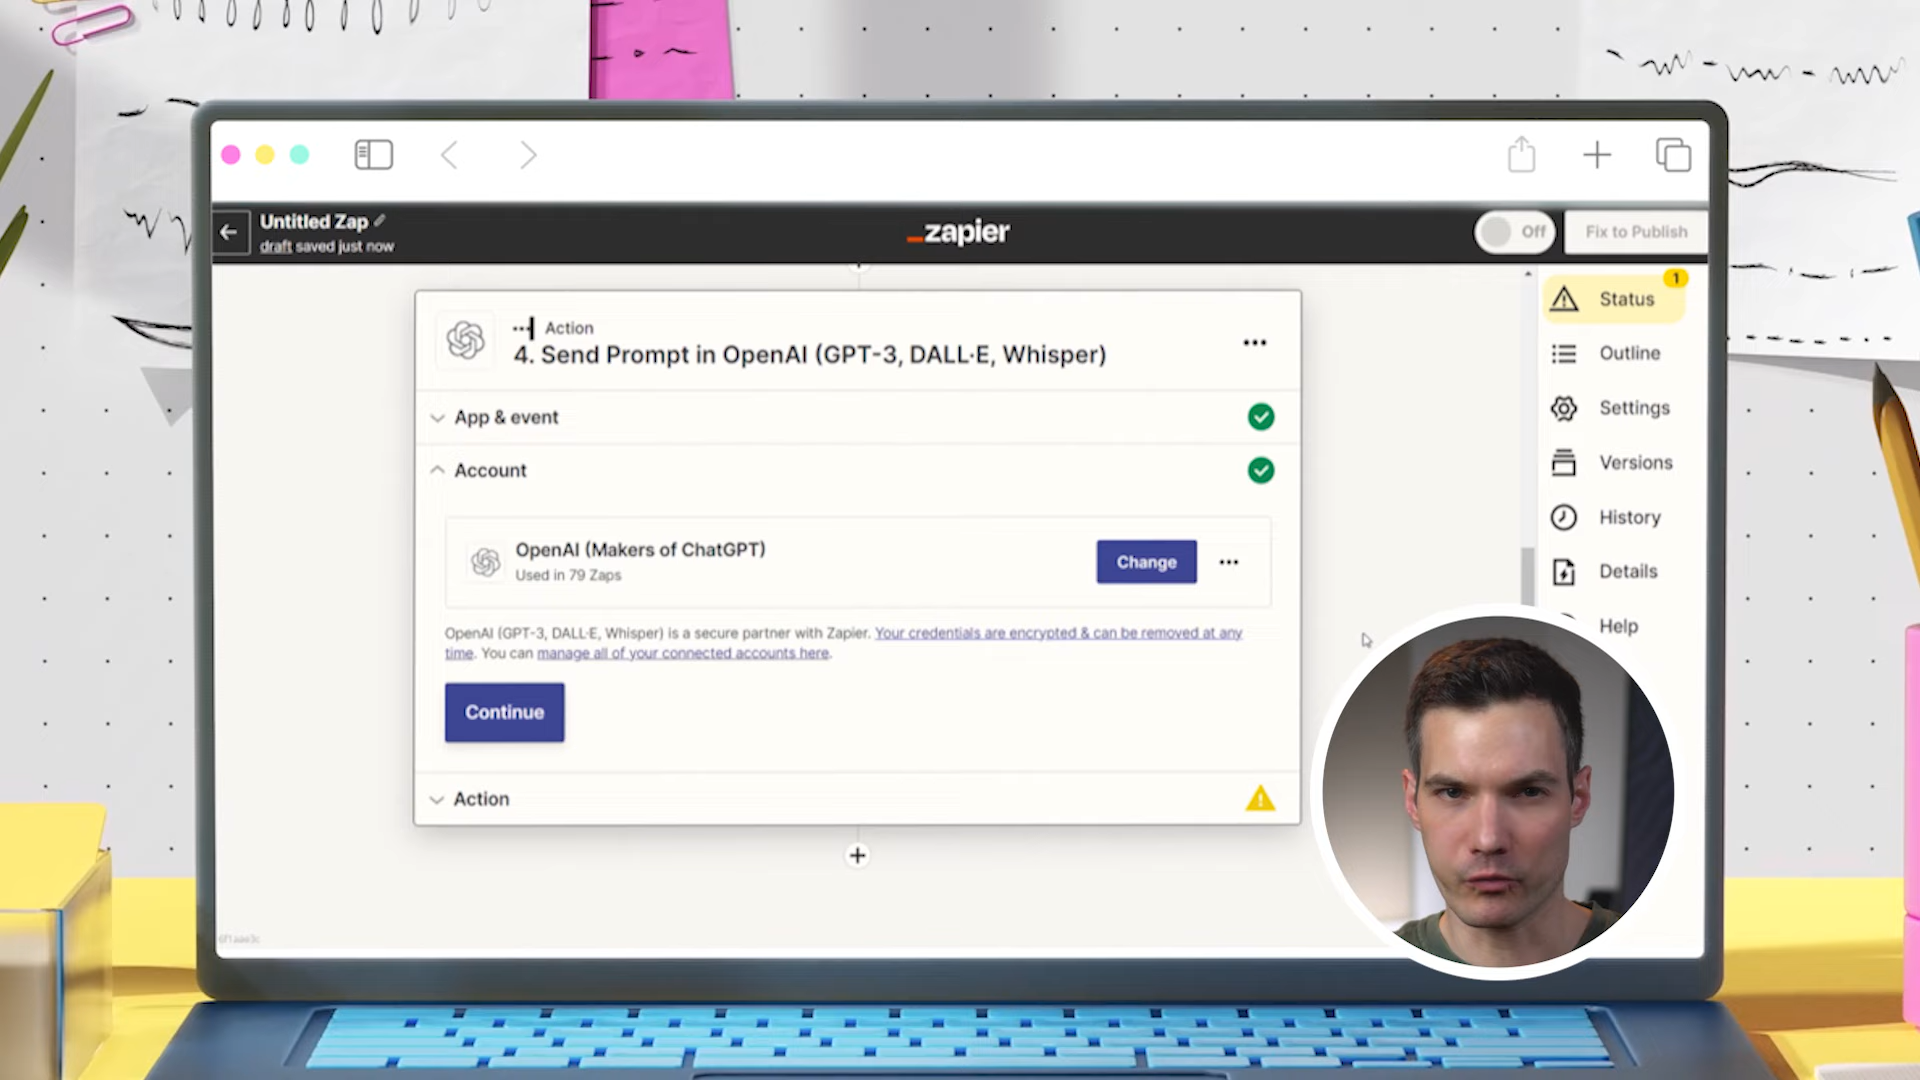 Untitled Zap
draft saved just now
zapier
Off
Fix to Publish
1
Status
Outline
Settings
Versions
History
Details
Help
Action
4. Send Prompt in OpenAI (GPT-3, DALL·E, Whisper)
App & event
Account
OpenAI (Makers of ChatGPT)
Used in 79 Zaps
Change
OpenAI (GPT-3, DALL·E, Whisper) is a secure partner with Zapier. Your credentials are encrypted & can be removed at any
time. You can manage all of your connected accounts here.
Continue
Action